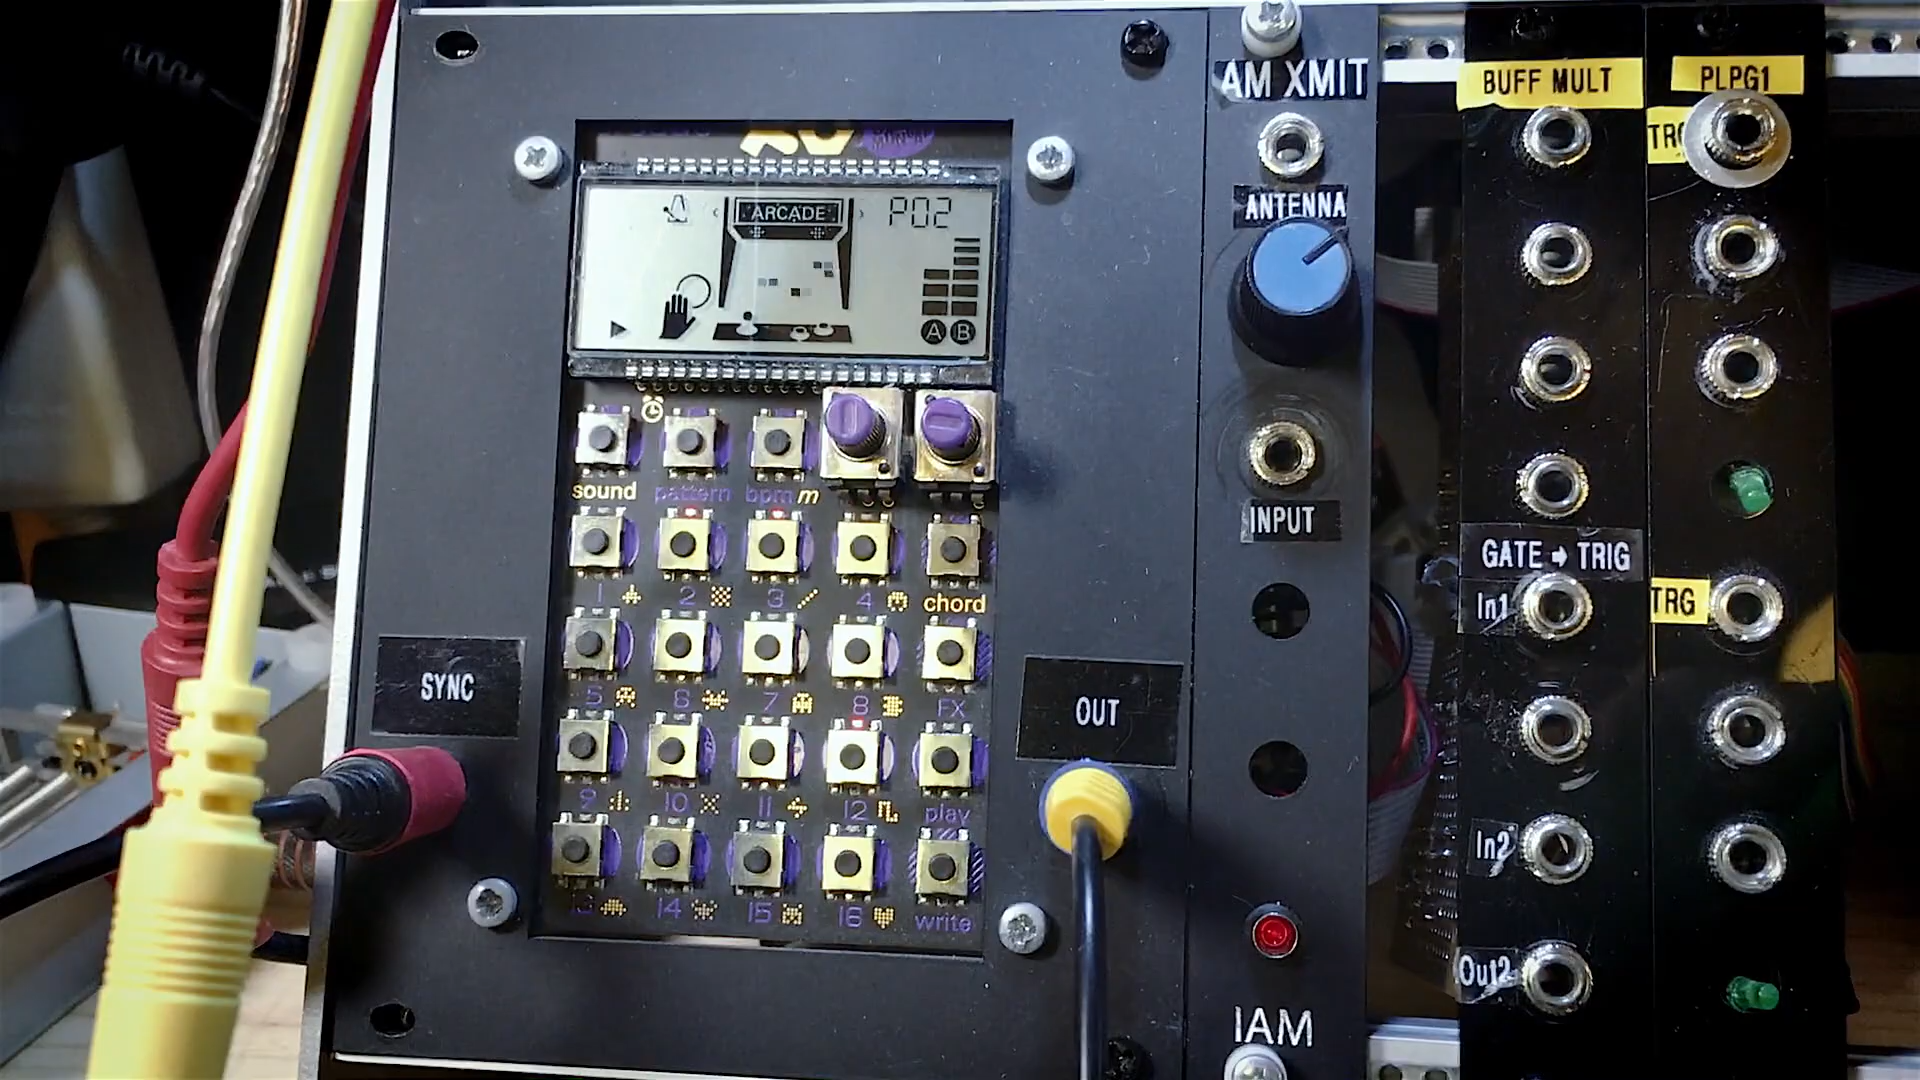 ARCADE
P02
A B
sound pattern bpm m
1 2 3 4 chord
5 6 7 8 FX
9 10 11 12 play
13 14 15 16 write
SYNC
OUT
AM XMIT
ANTENNA
INPUT
IAM
BUFF MULT
GATE → TRIG
In1
In2
Out2
PLPG1
TRG